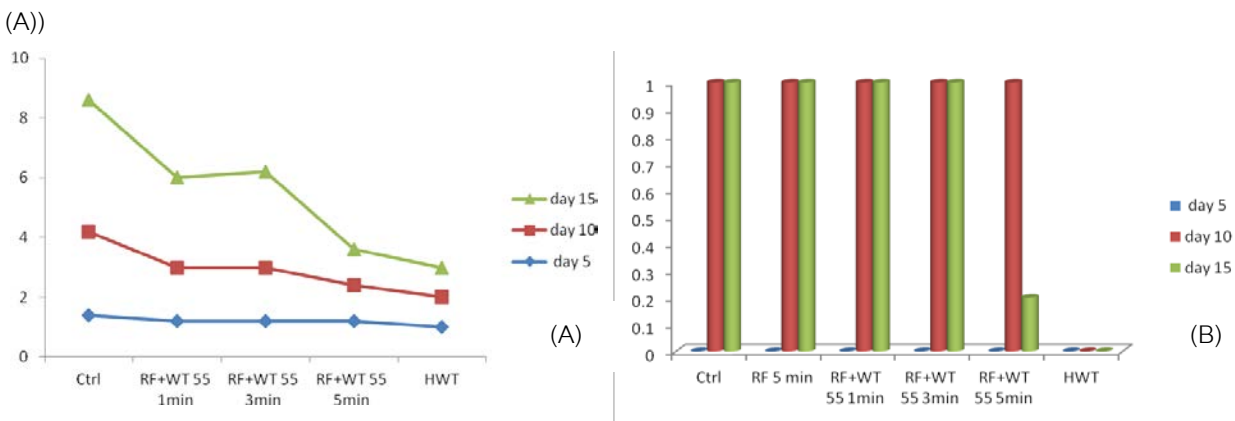 (A))
10
8
6
4
2
0
Ctrl
RF+WT 55
1min
RF+WT 55
3min
RF+WT 55
5min
HWT
day 15
day 10
day 5
(A)
1
0.9
0.8
0.7
0.6
0.5
0.4
0.3
0.2
0.1
0
Ctrl
RF 5 min
RF+WT
55 1min
RF+WT
55 3min
RF+WT
55 5min
HWT
day 5
day 10
day 15
(B)